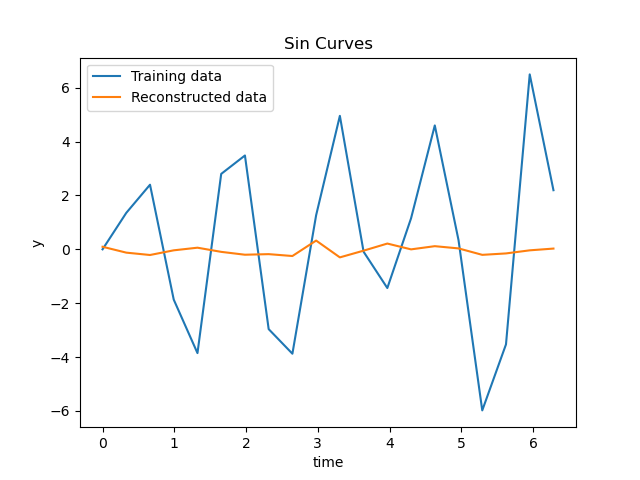 Sin Curves
Training data
Reconstructed data
6
4
2
0
−2
−4
−6
y
0 1 2 3 4 5 6
time